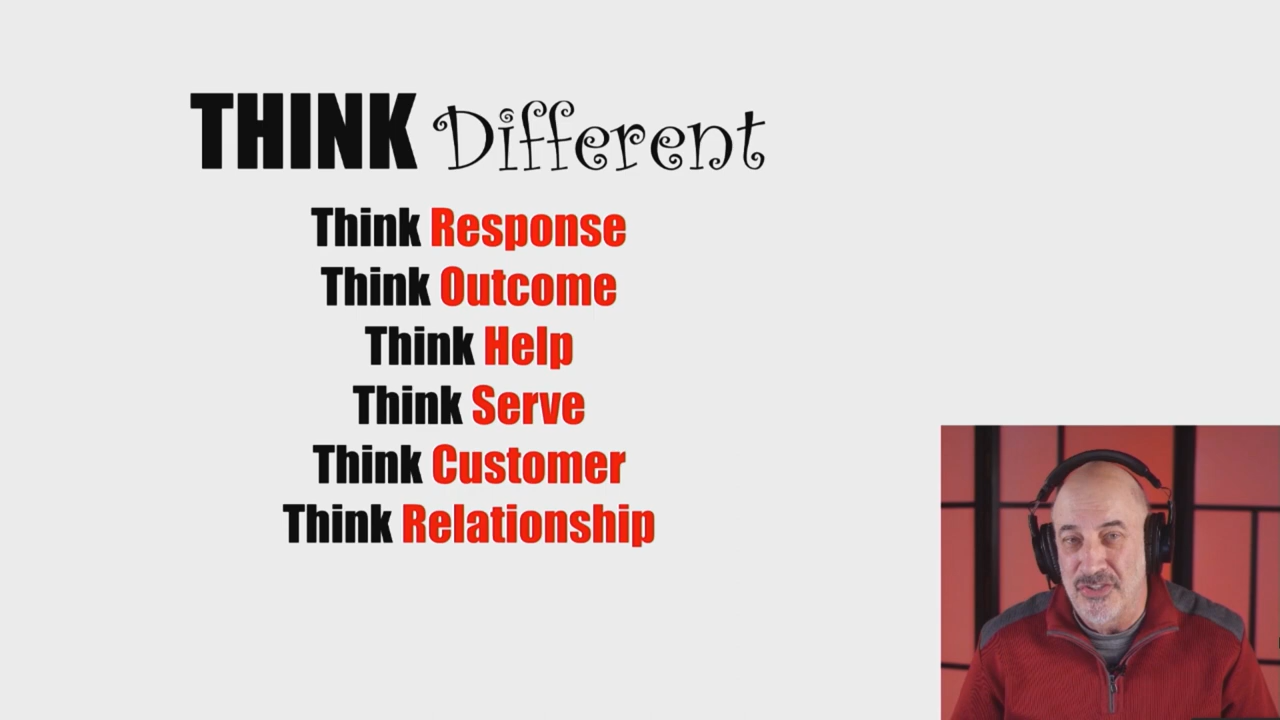 THINK Different
Think Response
Think Outcome
Think Help
Think Serve
Think Customer
Think Relationship